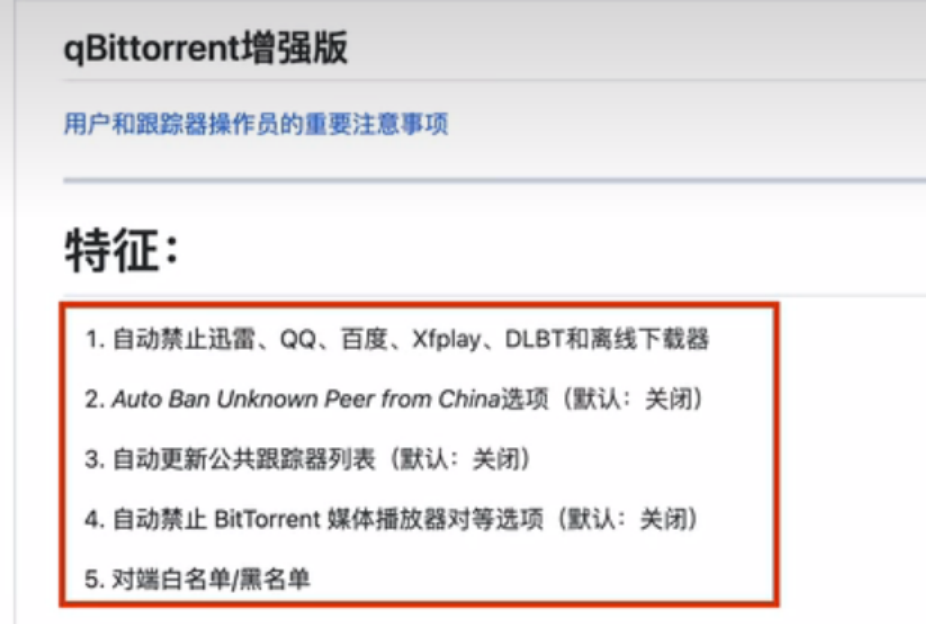 qBittorrent增强版
用户和跟踪器操作员的重要注意事项
特征：
1. 自动禁止迅雷、QQ、百度、Xfplay、DLBT和离线下载器
2. Auto Ban Unknown Peer from China选项（默认：关闭）
3. 自动更新公共跟踪器列表（默认：关闭）
4. 自动禁止 BitTorrent 媒体播放器对等选项（默认：关闭）
5. 对端白名单/黑名单